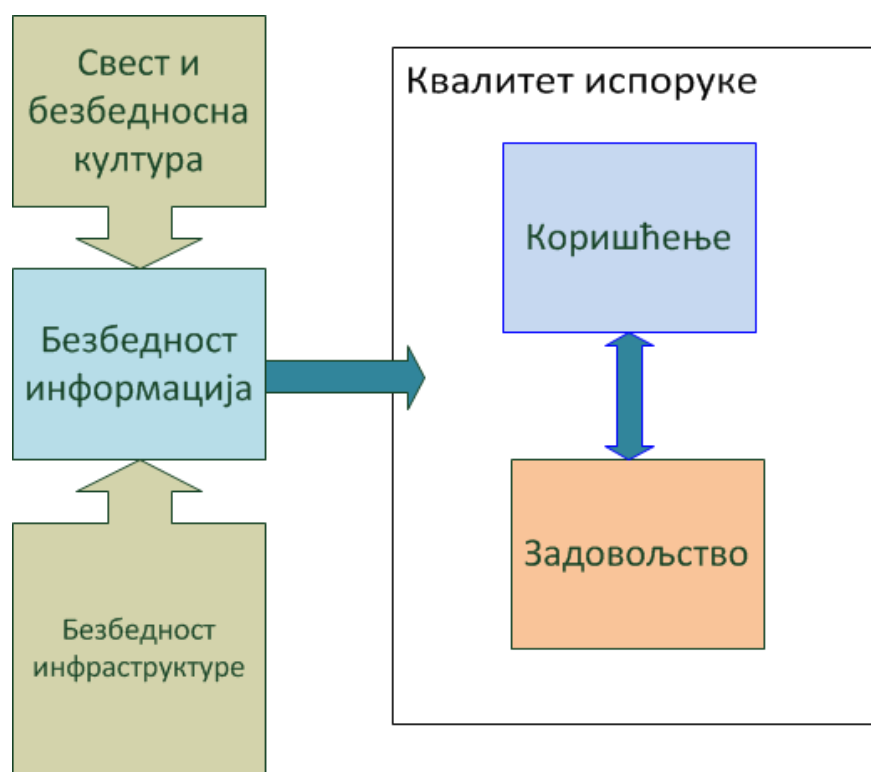 Свест и
безбедносна
култура
Квалитет испоруке
Коришћење
Безбедност
информација
Задовољство
Безбедност
инфраструктуре